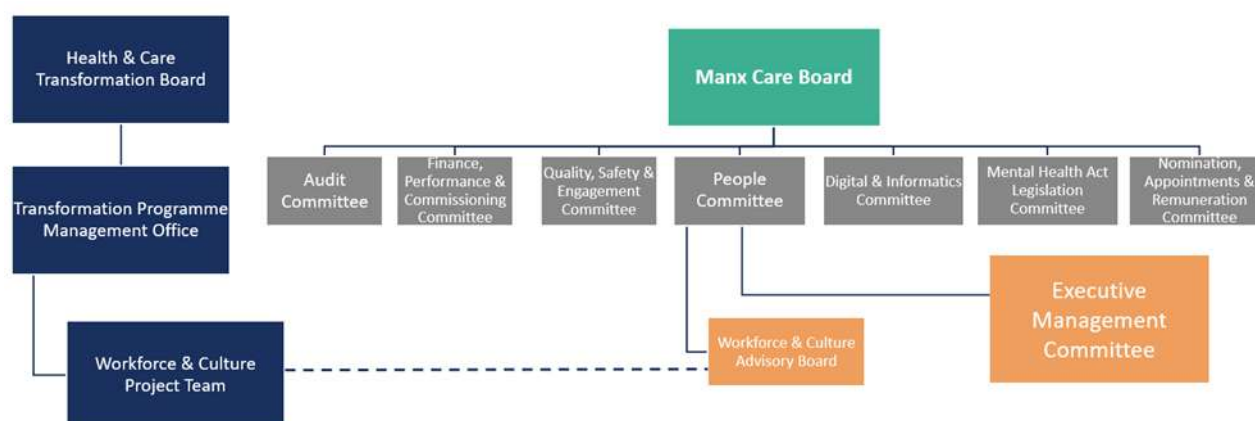 Health & Care
Transformation Board
Manx Care Board
Audit
Committee
Finance,
Performance &
Commissioning
Committee
Quality, Safety &
Engagement
Committee
People
Committee
Digital & Informatics
Committee
Mental Health Act
Legislation
Committee
Nomination,
Appointments &
Remuneration
Committee
Transformation Programme
Management Office
Executive
Management
Committee
Workforce & Culture
Project Team
Workforce & Culture
Advisory Board